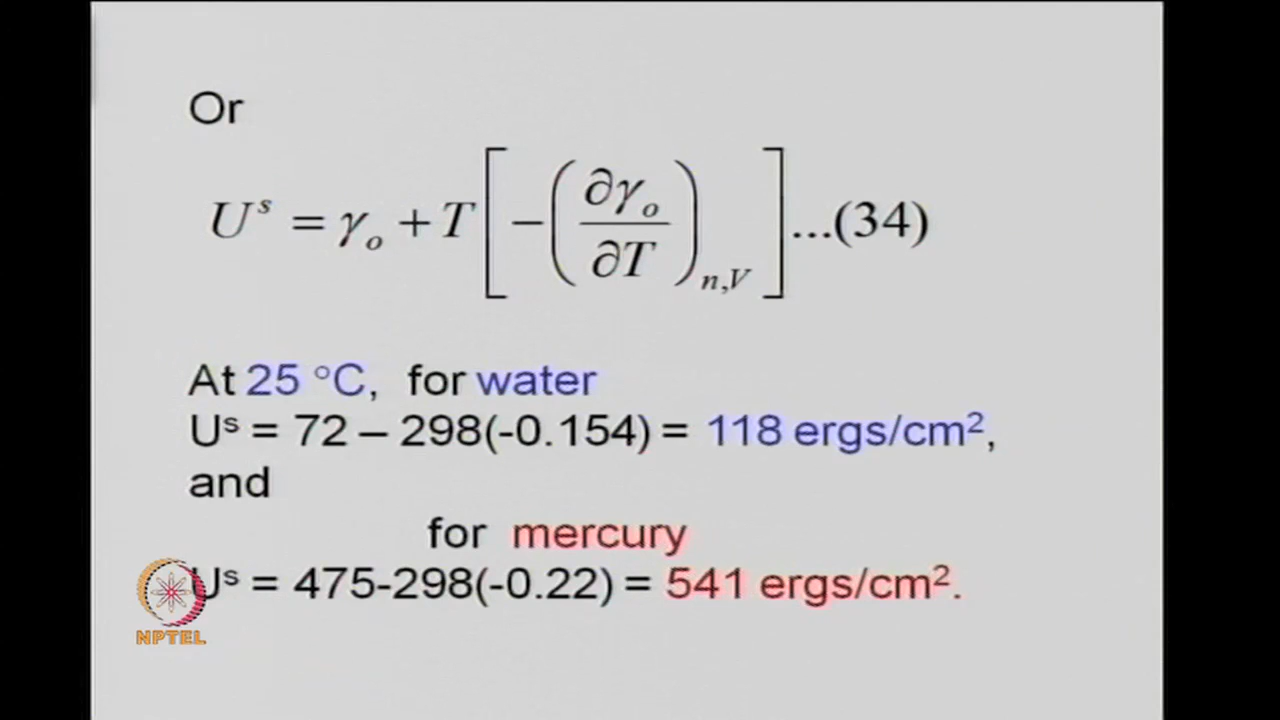 Or
U^s = γ_o + T[ −( ∂γ_o / ∂T )_{n,V} ]...(34)
At 25 °C, for water
U^s = 72 – 298(-0.154) = 118 ergs/cm²,
and
for mercury
U^s = 475-298(-0.22) = 541 ergs/cm².
NPTEL